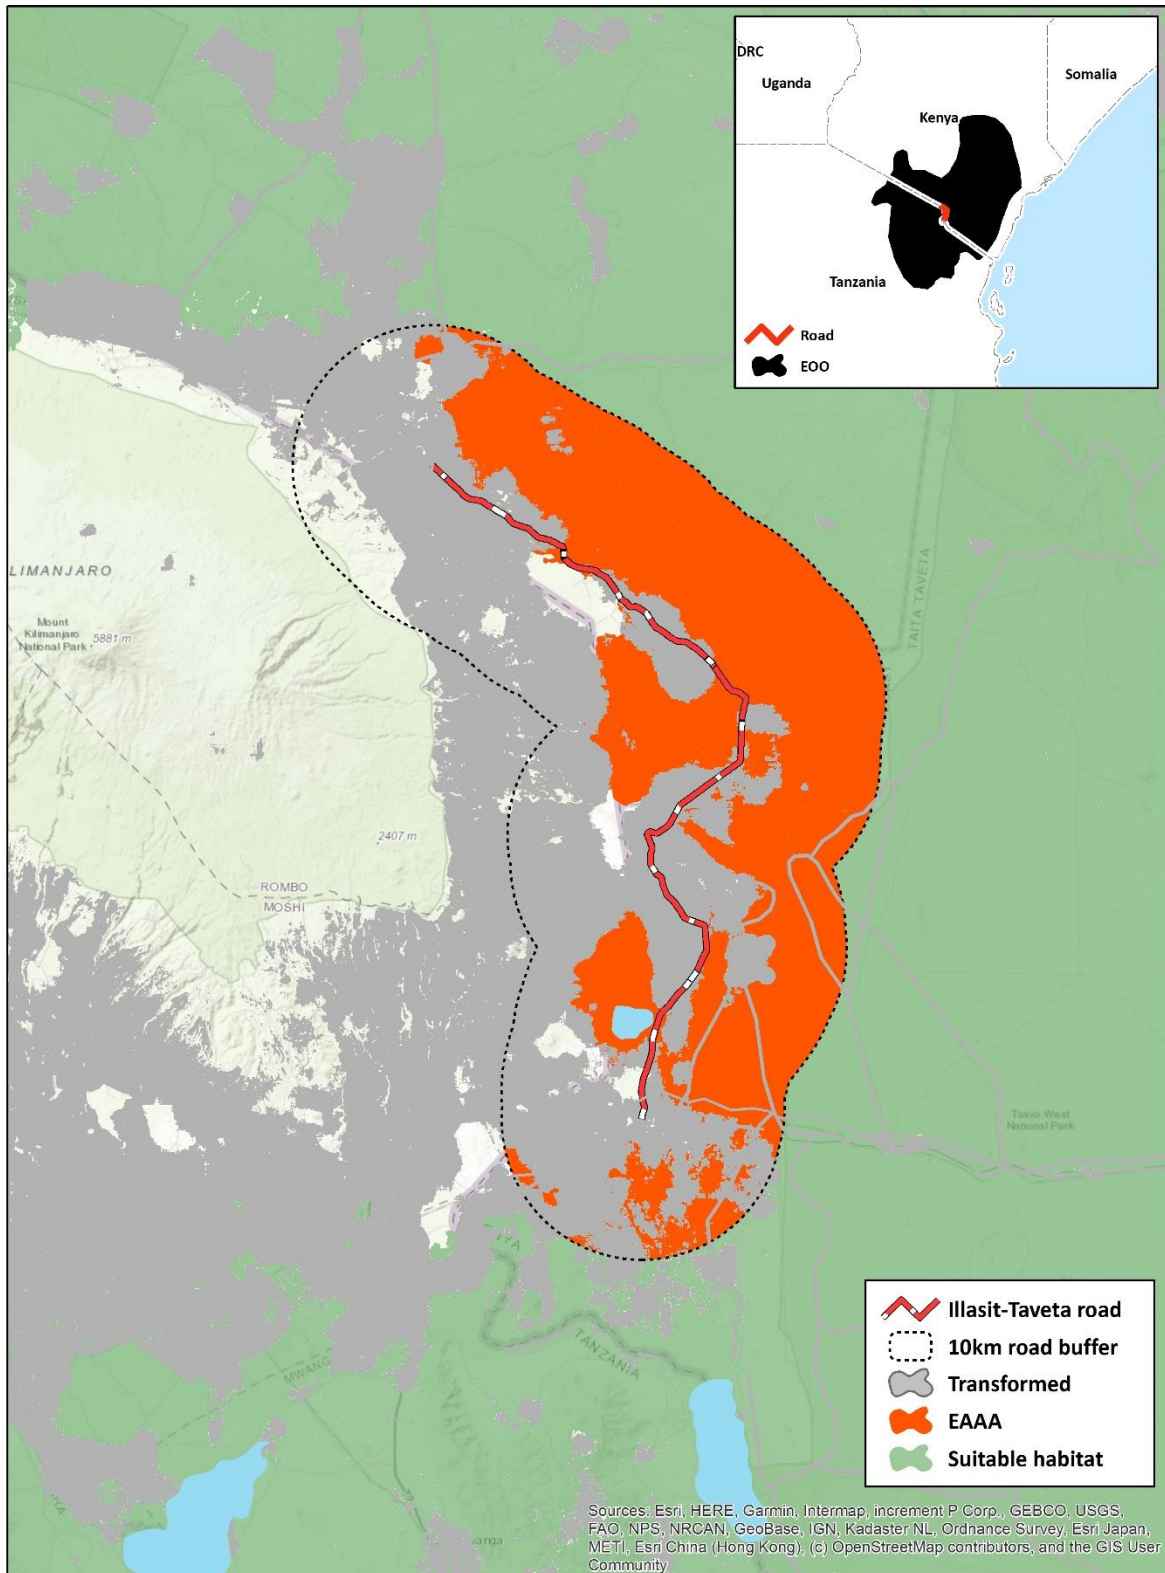 DRC
Uganda
Somalia
Kenya
Tanzania
Road
EOO
TAITA TAVETA
LIMANJARO
Mount
Kilimanjaro
National Park
5881 m
2407 m
ROMBO
MOSHI
Tsavo West
National Park
TANZANIA
MWANG
Illasit-Taveta road
10km road buffer
Transformed
EAAA
Suitable habitat
Sources: Esri, HERE, Garmin, Intermap, increment P Corp., GEBCO, USGS,
FAO, NPS, NRCAN, GeoBase, IGN, Kadaster NL, Ordnance Survey, Esri Japan,
METI, Esri China (Hong Kong), (c) OpenStreetMap contributors, and the GIS User
Community